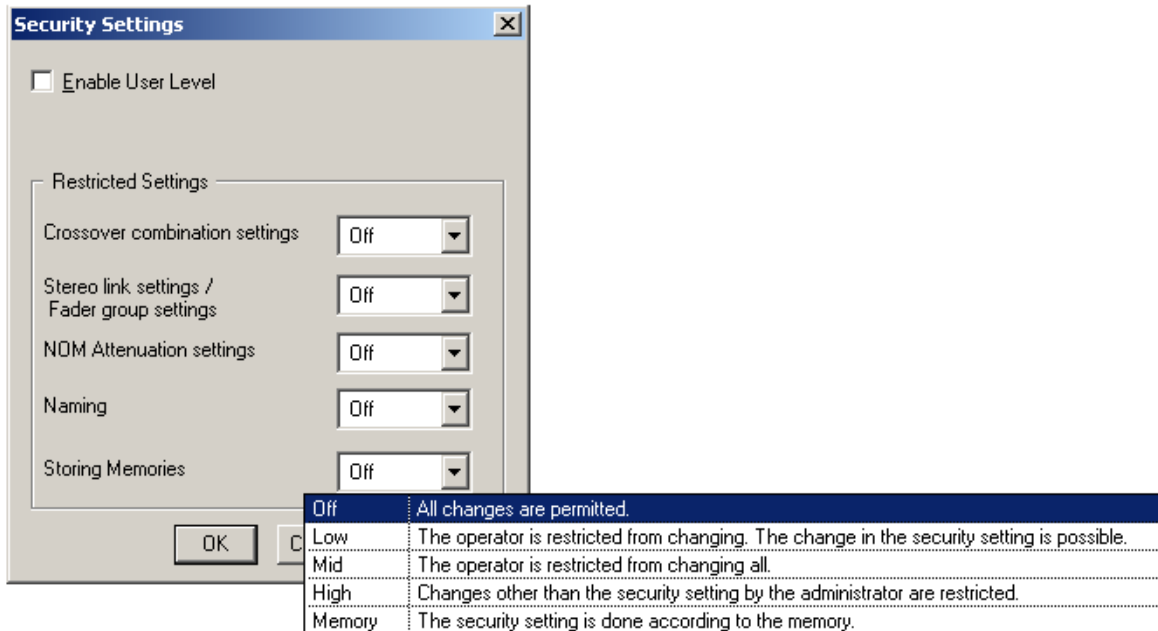 Security Settings
Enable User Level
Restricted Settings
Crossover combination settings
Off
Stereo link settings /
Fader group settings
Off
NOM Attenuation settings
Off
Naming
Off
Storing Memories
Off
Off All changes are permitted.
Low The operator is restricted from changing. The change in the security setting is possible.
Mid The operator is restricted from changing all.
High Changes other than the security setting by the administrator are restricted.
Memory The security setting is done according to the memory.
OK